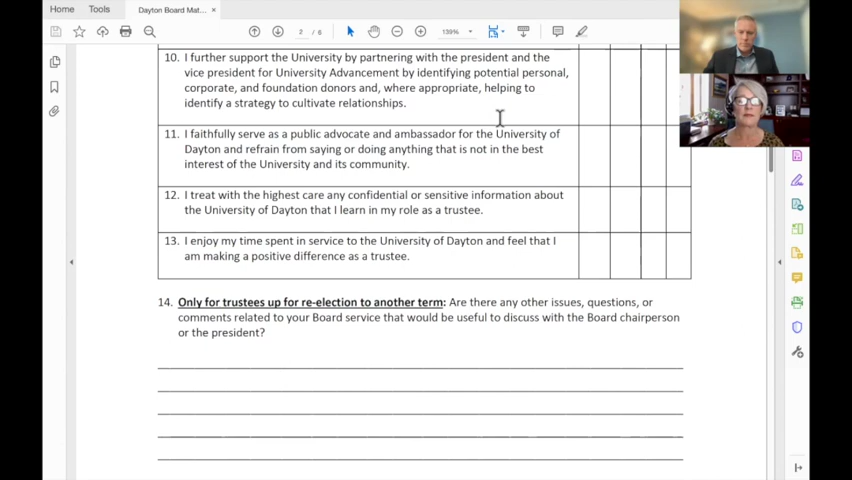 Home
Tools
Dayton Board Mat... ×
2 / 6
139%
10. I further support the University by partnering with the president and the
vice president for University Advancement by identifying potential personal,
corporate, and foundation donors and, where appropriate, helping to
identify a strategy to cultivate relationships.
11. I faithfully serve as a public advocate and ambassador for the University of
Dayton and refrain from saying or doing anything that is not in the best
interest of the University and its community.
12. I treat with the highest care any confidential or sensitive information about
the University of Dayton that I learn in my role as a trustee.
13. I enjoy my time spent in service to the University of Dayton and feel that I
am making a positive difference as a trustee.
14. Only for trustees up for re-election to another term: Are there any other issues, questions, or
comments related to your Board service that would be useful to discuss with the Board chairperson
or the president?